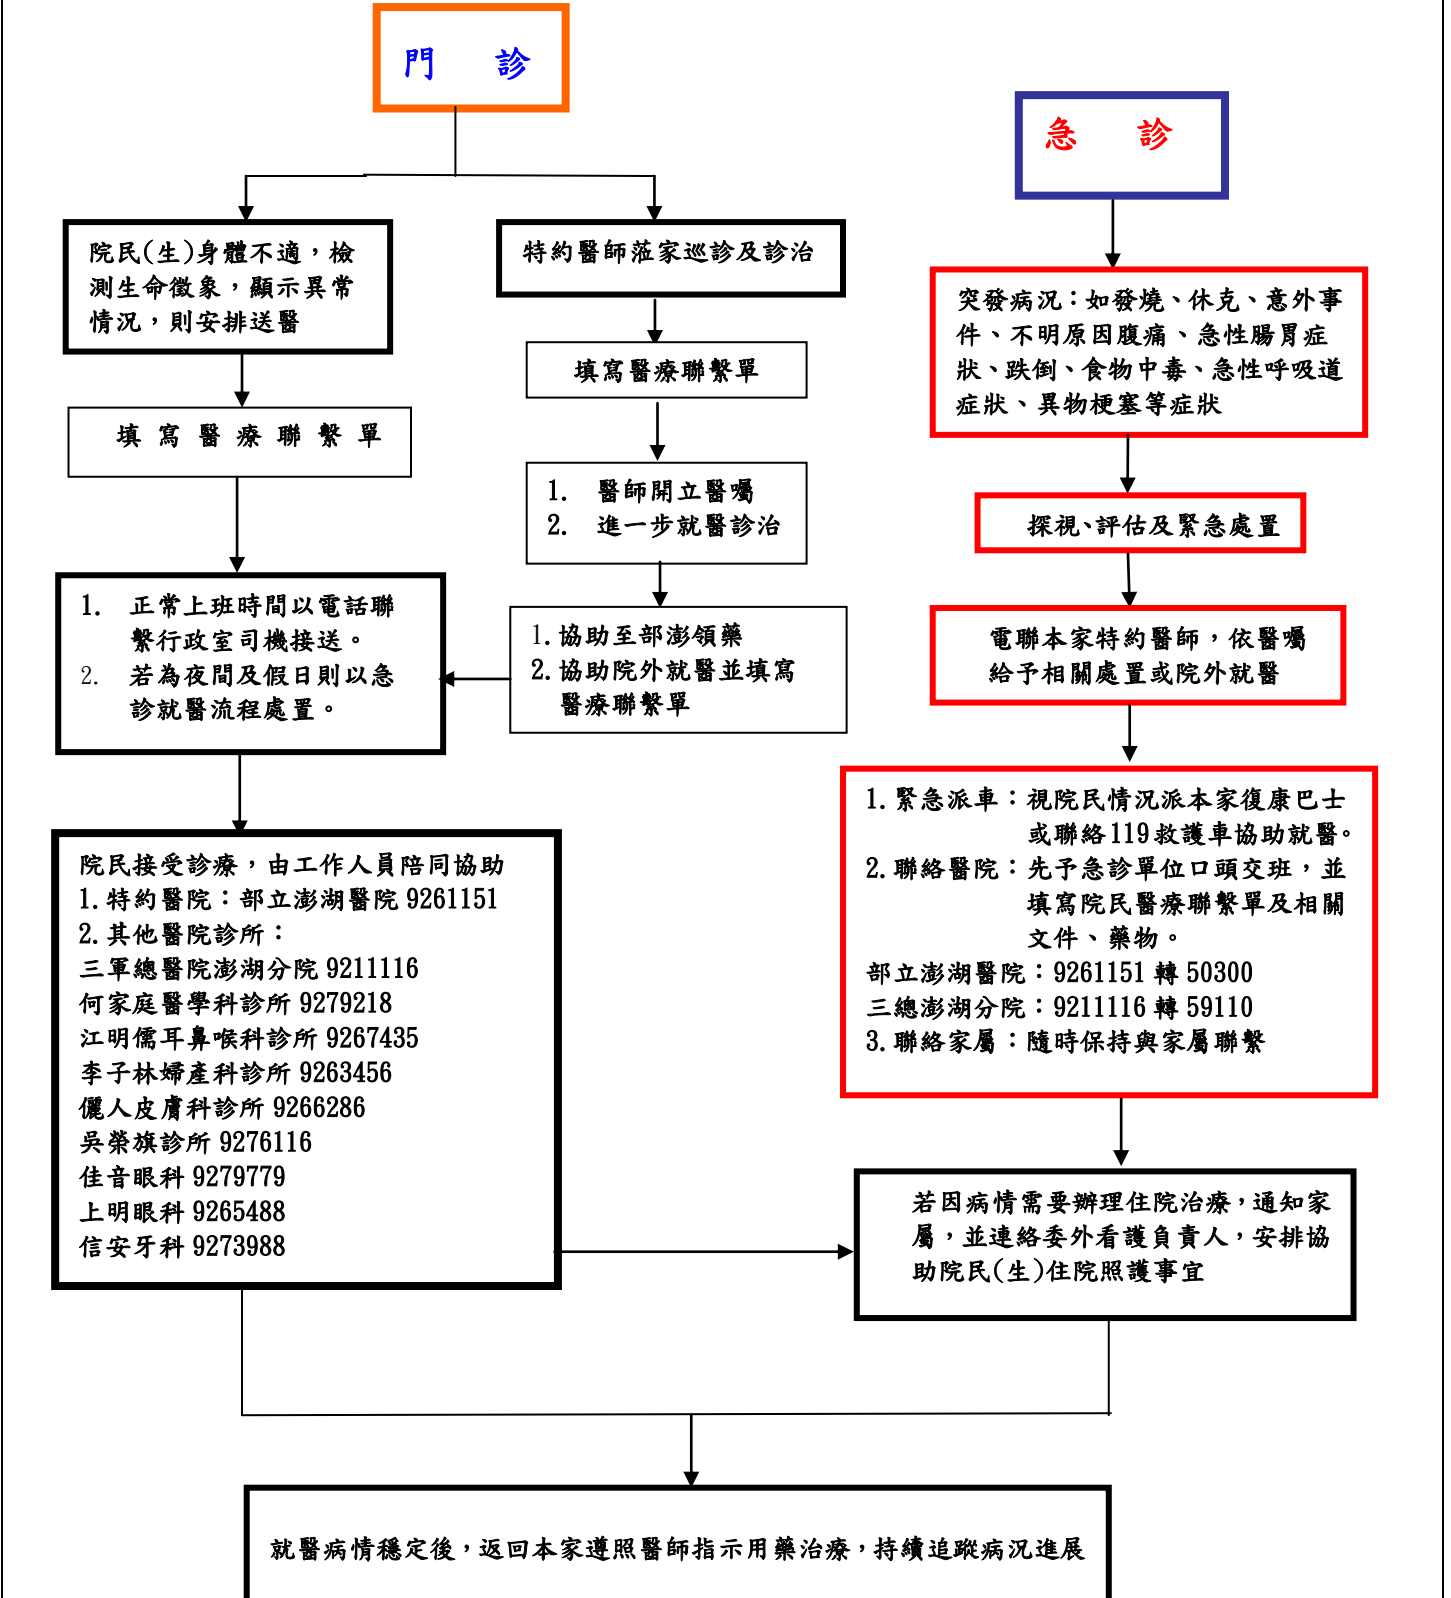 門　診
急　診
院民(生)身體不適，檢
測生命徵象，顯示異常
情況，則安排送醫
特約醫師蒞家巡診及診治
填寫醫療聯繫單
填寫醫療聯繫單
1. 醫師開立醫囑
2. 進一步就醫診治
1. 正常上班時間以電話聯
繫行政室司機接送。
2. 若為夜間及假日則以急
診就醫流程處置。
1.協助至部澎領藥
2.協助院外就醫並填寫
醫療聯繫單
院民接受診療，由工作人員陪同協助
1.特約醫院：部立澎湖醫院 9261151
2.其他醫院診所：
三軍總醫院澎湖分院 9211116
何家庭醫學科診所 9279218
江明儒耳鼻喉科診所 9267435
李子林婦產科診所 9263456
儷人皮膚科診所 9266286
吳榮旗診所 9276116
佳音眼科 9279779
上明眼科 9265488
信安牙科 9273988
突發病況：如發燒、休克、意外事
件、不明原因腹痛、急性腸胃症
狀、跌倒、食物中毒、急性呼吸道
症狀、異物梗塞等症狀
探視、評估及緊急處置
電聯本家特約醫師，依醫囑
給予相關處置或院外就醫
1.緊急派車：視院民情況派本家復康巴士
或聯絡119救護車協助就醫。
2.聯絡醫院：先予急診單位口頭交班，並
填寫院民醫療聯繫單及相關
文件、藥物。
部立澎湖醫院：9261151 轉 50300
三總澎湖分院：9211116 轉 59110
3.聯絡家屬：隨時保持與家屬聯繫
若因病情需要辦理住院治療，通知家
屬，並連絡委外看護負責人，安排協
助院民(生)住院照護事宜
就醫病情穩定後，返回本家遵照醫師指示用藥治療，持續追蹤病況進展